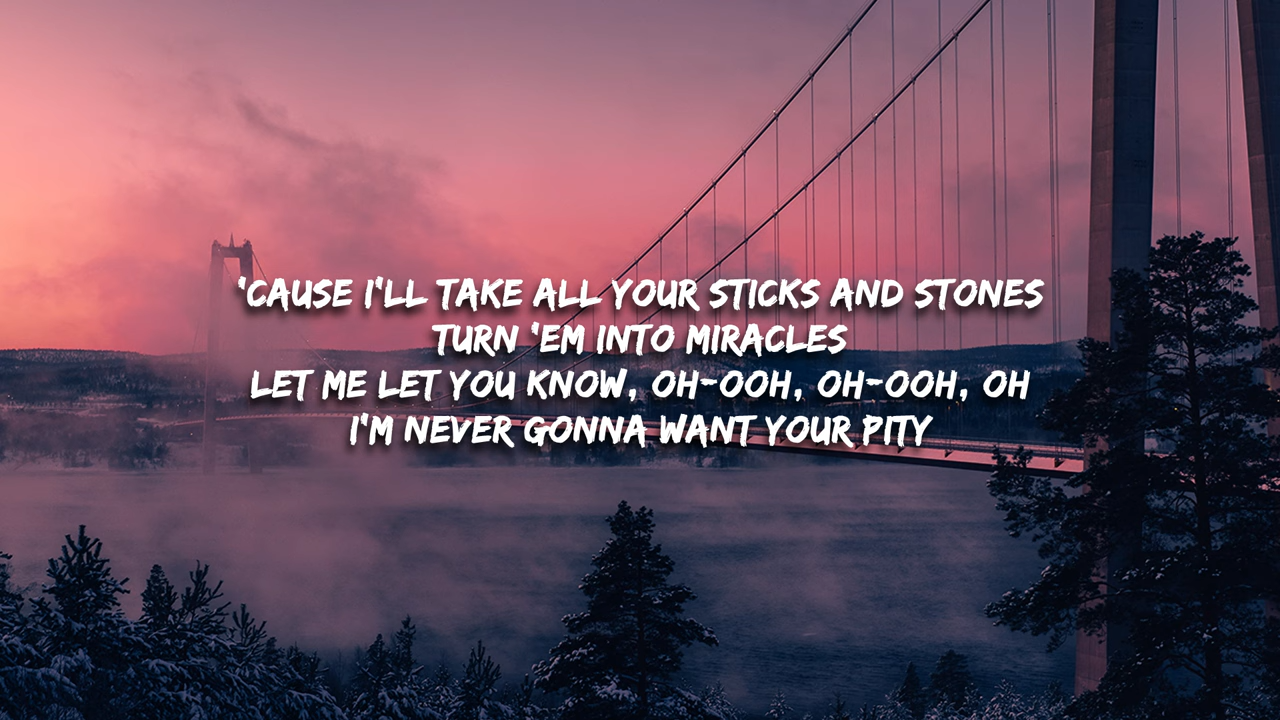 'CAUSE I'LL TAKE ALL YOUR STICKS AND STONES
TURN 'EM INTO MIRACLES
LET ME LET YOU KNOW, OH-OOH, OH-OOH, OH
I'M NEVER GONNA WANT YOUR PITY